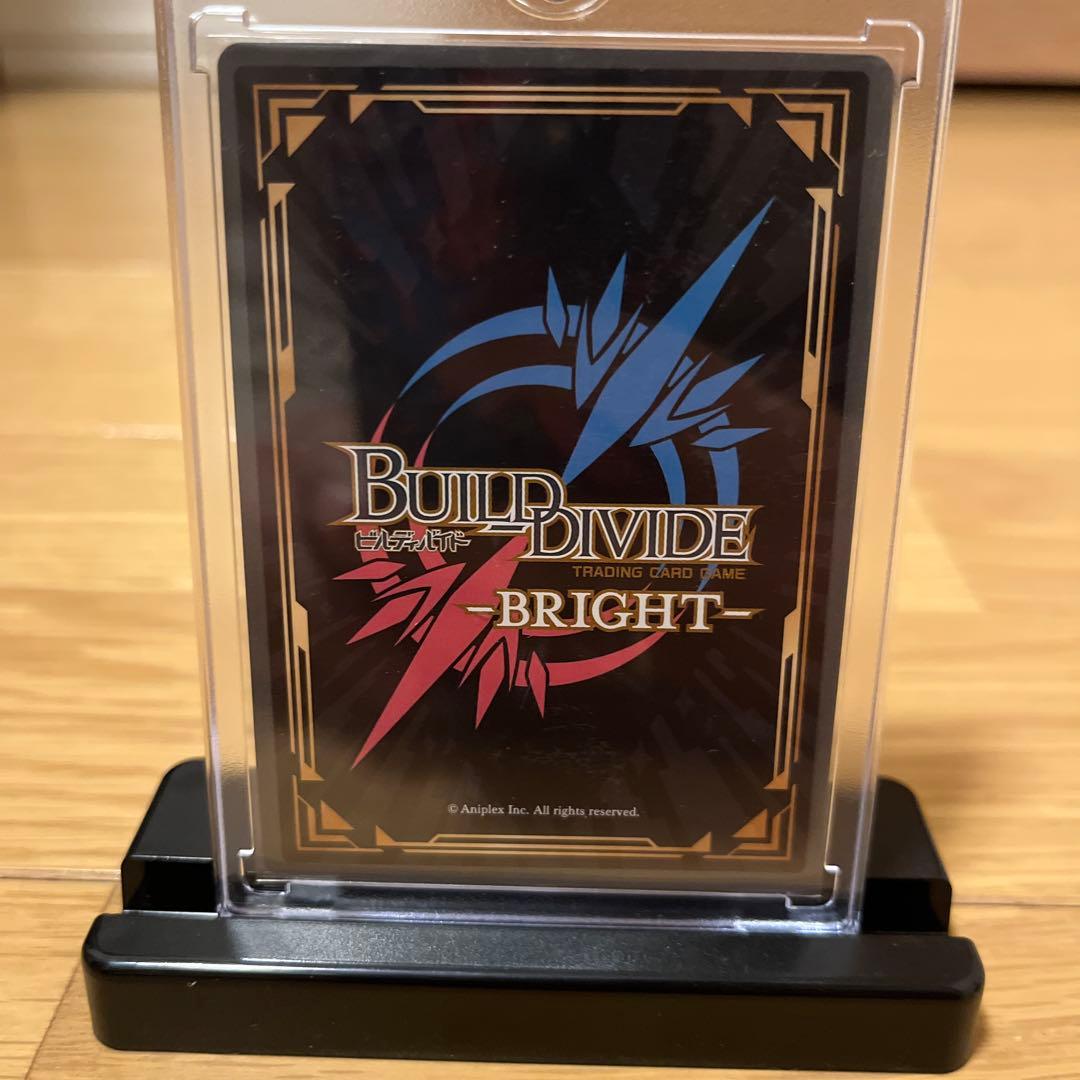 BUILD DIVIDE
ビルディバイド
TRADING CARD GAME
-BRIGHT-
© Aniplex Inc. All rights reserved.